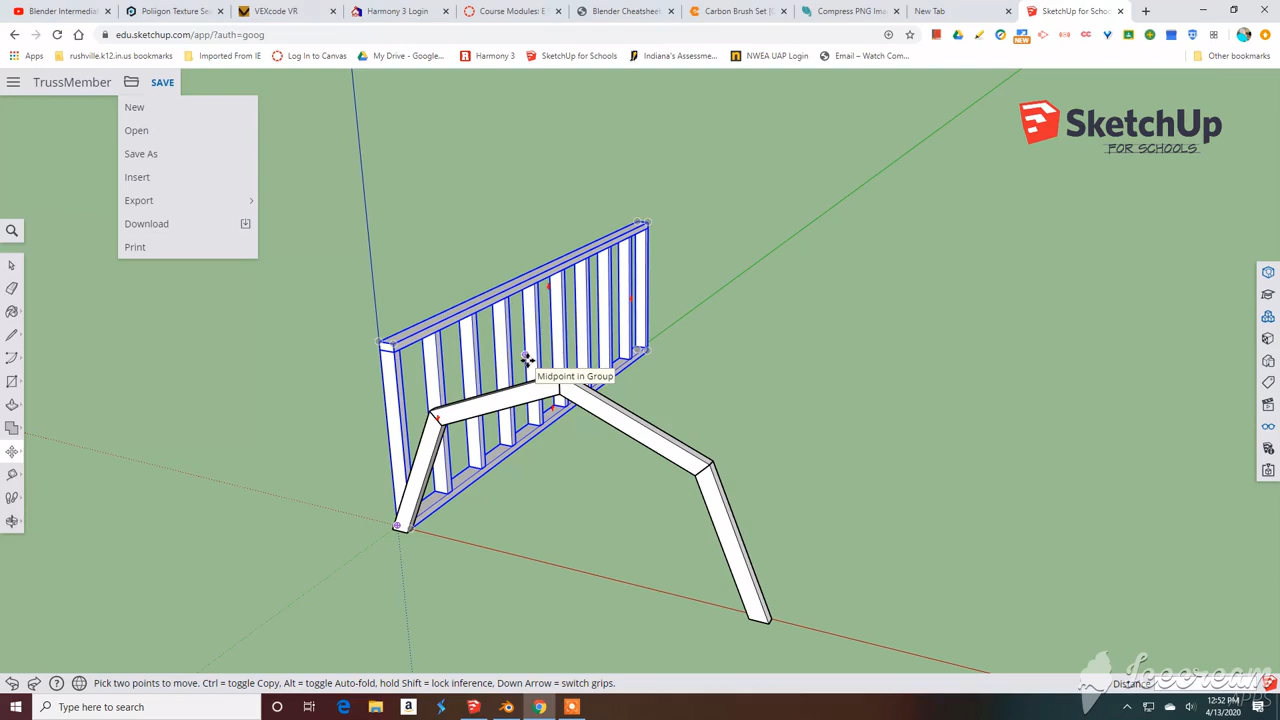 Blender Intermedia
Poliigon Texture Se
VEXcode VR
Harmony 3 Login
Course Modules: E
Blender Cheatshee
Carbon Brush Set [
Compress PNG Ima
New Tab
SketchUp for Schoo
edu.sketchup.com/app/?auth=goog
Apps
rushville.k12.in.us bookmarks
Imported From IE
Log In to Canvas
My Drive - Google...
Harmony 3
SketchUp for Schools
Indiana's Assessme...
NWEA UAP Login
Email – Watch Com...
Other bookmarks
TrussMember
SAVE
New
Open
Save As
Insert
Export
Download
Print
SketchUp
FOR SCHOOLS
Midpoint in Group
Pick two points to move. Ctrl = toggle Copy, Alt = toggle Auto-fold, hold Shift = lock inference, Down Arrow = switch grips.
Distance
Icecream
APPS
Type here to search
12:52 PM
4/13/2020